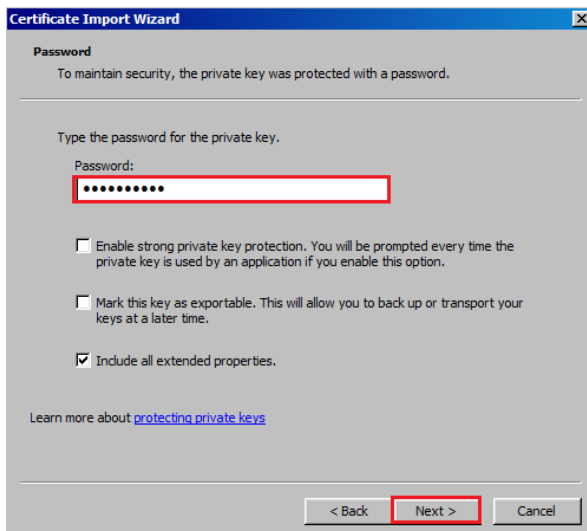 Certificate Import Wizard
Password
To maintain security, the private key was protected with a password.
Type the password for the private key.
Password:
••••••••••
Enable strong private key protection. You will be prompted every time the
private key is used by an application if you enable this option.
Mark this key as exportable. This will allow you to back up or transport your
keys at a later time.
Include all extended properties.
Learn more about protecting private keys
< Back Next > Cancel